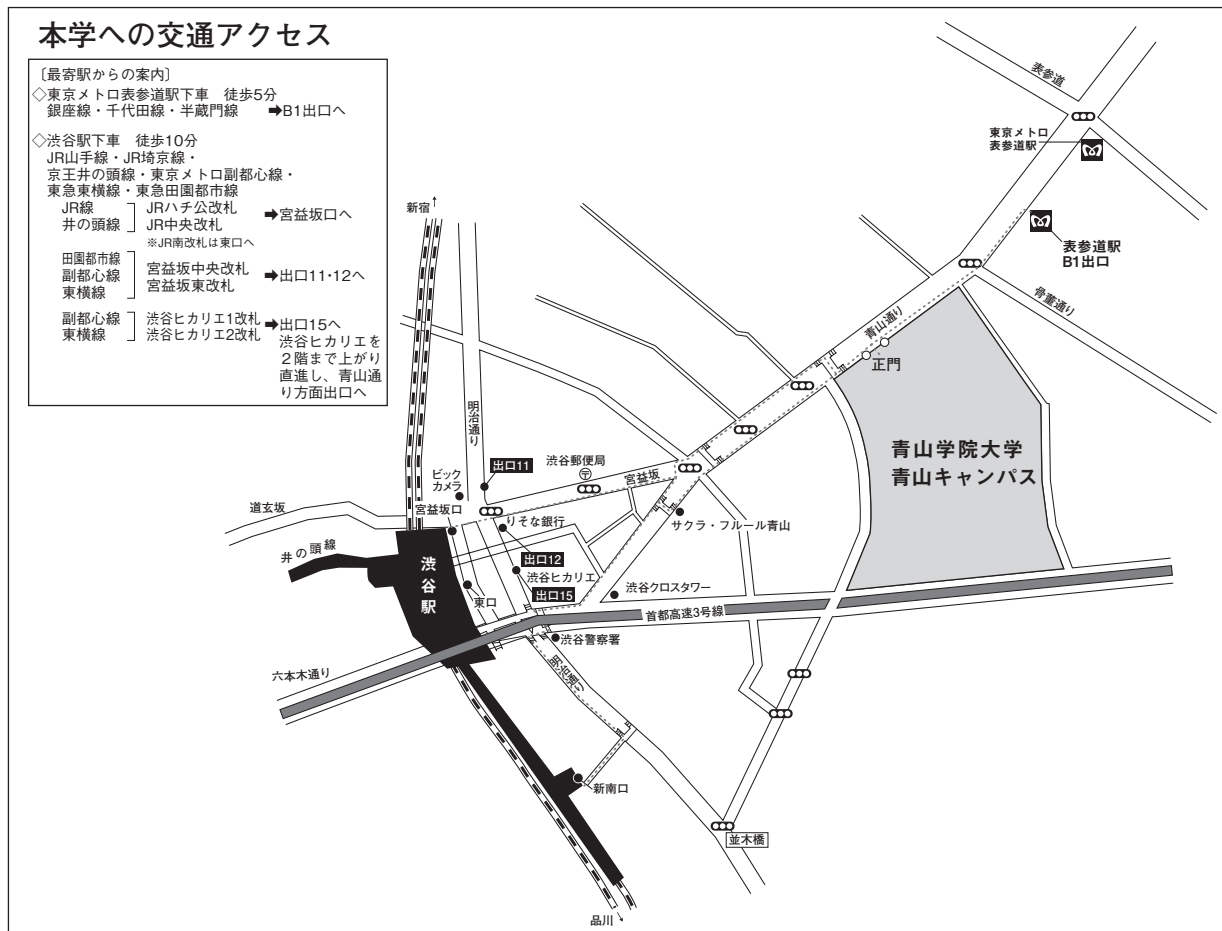 本学への交通アクセス
〔最寄駅からの案内〕
◇東京メトロ表参道駅下車　徒歩5分
銀座線・千代田線・半蔵門線　➡B1出口へ
◇渋谷駅下車　徒歩10分
JR山手線・JR埼京線・
京王井の頭線・東京メトロ副都心線・
東急東横線・東急田園都市線
JR線
井の頭線
JRハチ公改札
JR中央改札
➡宮益坂口へ
※JR南改札は東口へ
田園都市線
副都心線
東横線
宮益坂中央改札
宮益坂東改札
➡出口11・12へ
副都心線
東横線
渋谷ヒカリエ1改札
渋谷ヒカリエ2改札
➡出口15へ
渋谷ヒカリエを
２階まで上がり
直進し、青山通
り方面出口へ
表参道
東京メトロ
表参道駅
表参道駅
B1出口
骨董通り
青山通り
正門
青山学院大学
青山キャンパス
新宿↑
明治通り
ビック
カメラ
出口11
渋谷郵便局
〒
宮益坂
宮益坂口
道玄坂
りそな銀行
サクラ・フルール青山
井の頭線
渋谷駅
出口12
渋谷ヒカリエ
出口15
東口
渋谷クロスタワー
首都高速3号線
渋谷警察署
六本木通り
明治通り
新南口
並木橋
品川↓